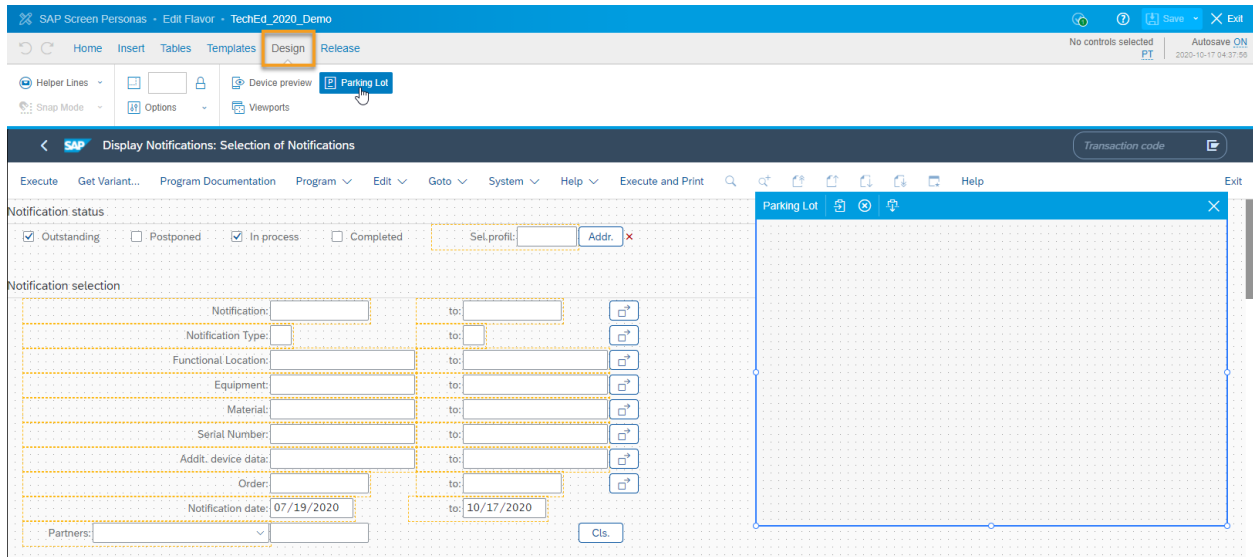 SAP Screen Personas • Edit Flavor • TechEd_2020_Demo Save Exit
Home Insert Tables Templates Design Release No controls selected Autosave ON
PT 2020-10-17 04:37:56
Helper Lines Device preview Parking Lot
Snap Mode Options Viewports
SAP Display Notifications: Selection of Notifications Transaction code
Execute Get Variant... Program Documentation Program Edit Goto System Help Execute and Print Help Exit
Notification status
Parking Lot
Outstanding Postponed In process Completed Sel.profil: Addr.
Notification selection
Notification: to:
Notification Type: to:
Functional Location: to:
Equipment: to:
Material: to:
Serial Number: to:
Addit. device data: to:
Order: to:
Notification date: 07/19/2020 to: 10/17/2020
Partners: Cls.